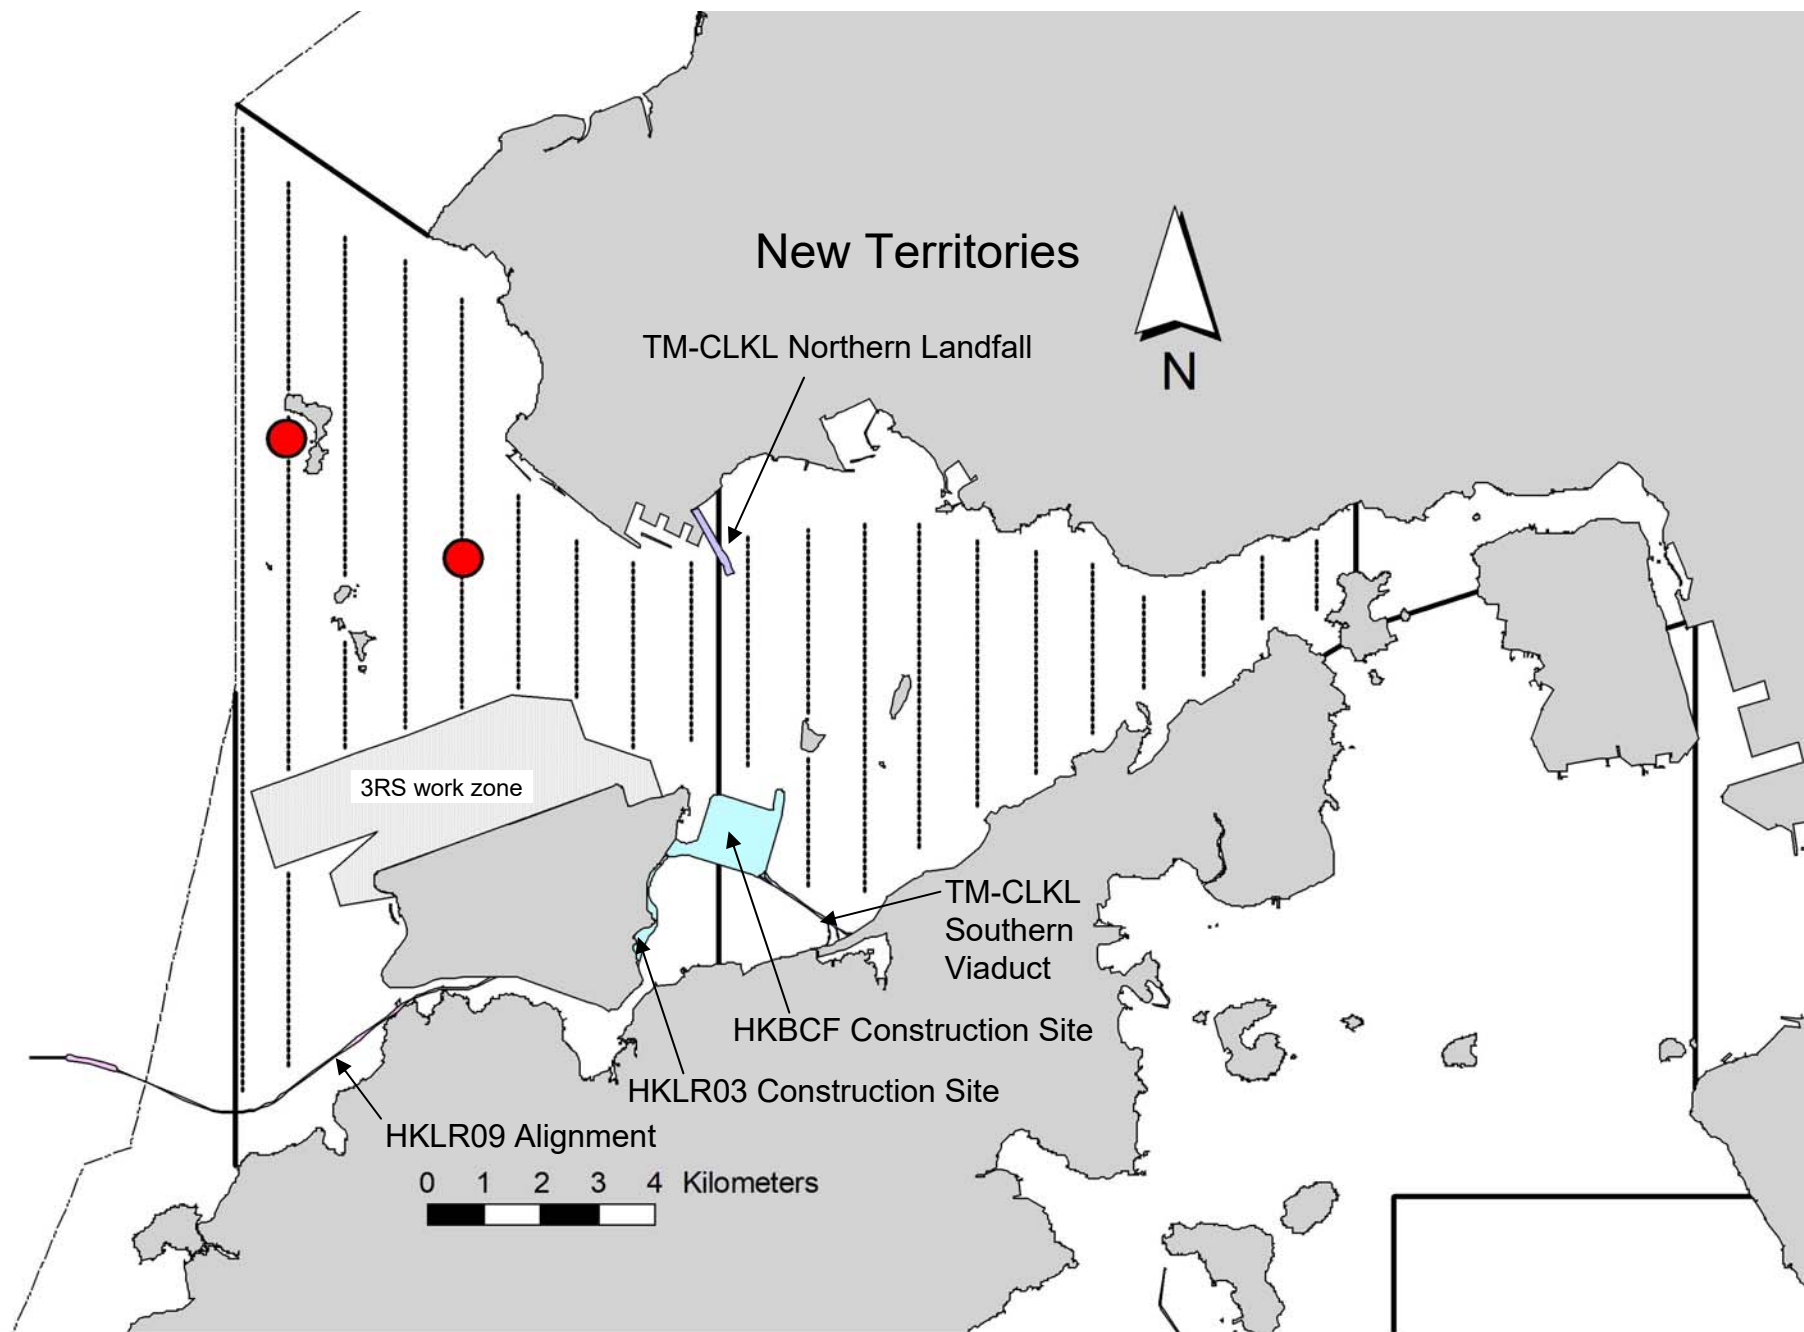 New Territories
TM-CLKL Northern Landfall
N
3RS work zone
TM-CLKL
Southern
Viaduct
HKBCF Construction Site
HKLR03 Construction Site
HKLR09 Alignment
0 1 2 3 4 Kilometers